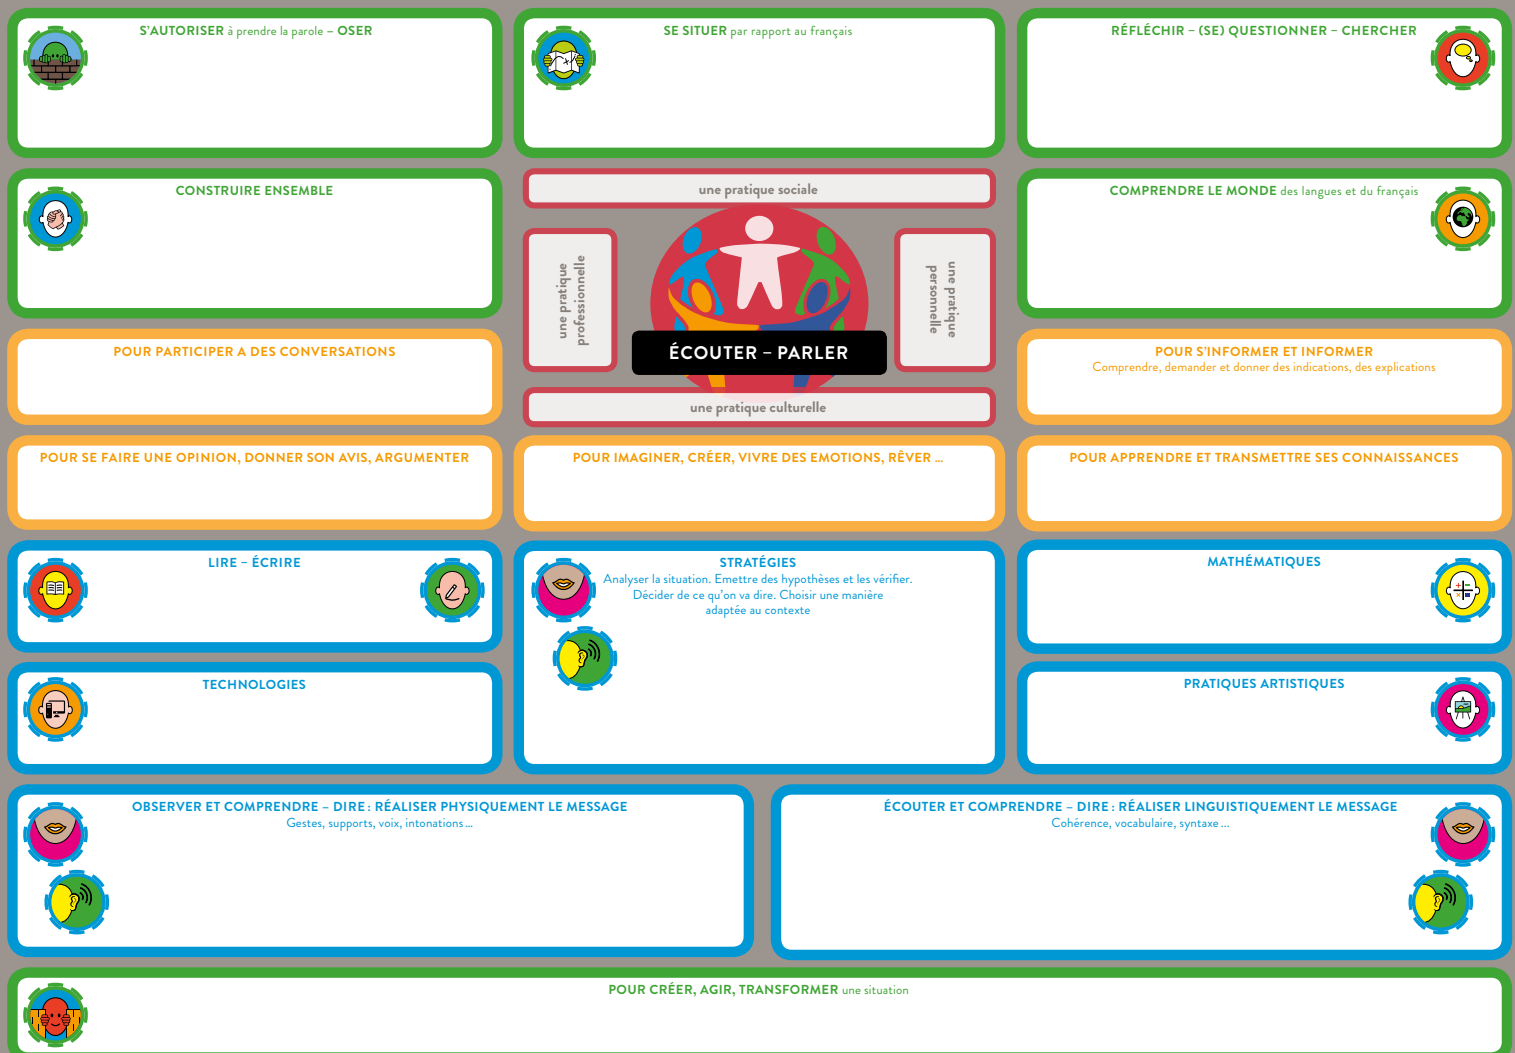 S'AUTORISER à prendre la parole – OSER
SE SITUER par rapport au français
RÉFLÉCHIR – (SE) QUESTIONNER – CHERCHER
CONSTRUIRE ENSEMBLE
une pratique sociale
COMPRENDRE LE MONDE des langues et du français
une pratique
professionnelle
une pratique
personnelle
ÉCOUTER – PARLER
une pratique culturelle
POUR PARTICIPER A DES CONVERSATIONS
POUR S'INFORMER ET INFORMER
Comprendre, demander et donner des indications, des explications
POUR SE FAIRE UNE OPINION, DONNER SON AVIS, ARGUMENTER
POUR IMAGINER, CRÉER, VIVRE DES EMOTIONS, RÊVER ...
POUR APPRENDRE ET TRANSMETTRE SES CONNAISSANCES
LIRE – ÉCRIRE
STRATÉGIES
Analyser la situation. Emettre des hypothèses et les vérifier.
Décider de ce qu'on va dire. Choisir une manière
adaptée au contexte
MATHÉMATIQUES
TECHNOLOGIES
PRATIQUES ARTISTIQUES
OBSERVER ET COMPRENDRE – DIRE : RÉALISER PHYSIQUEMENT LE MESSAGE
Gestes, supports, voix, intonations ...
ÉCOUTER ET COMPRENDRE – DIRE : RÉALISER LINGUISTIQUEMENT LE MESSAGE
Cohérence, vocabulaire, syntaxe ...
POUR CRÉER, AGIR, TRANSFORMER une situation